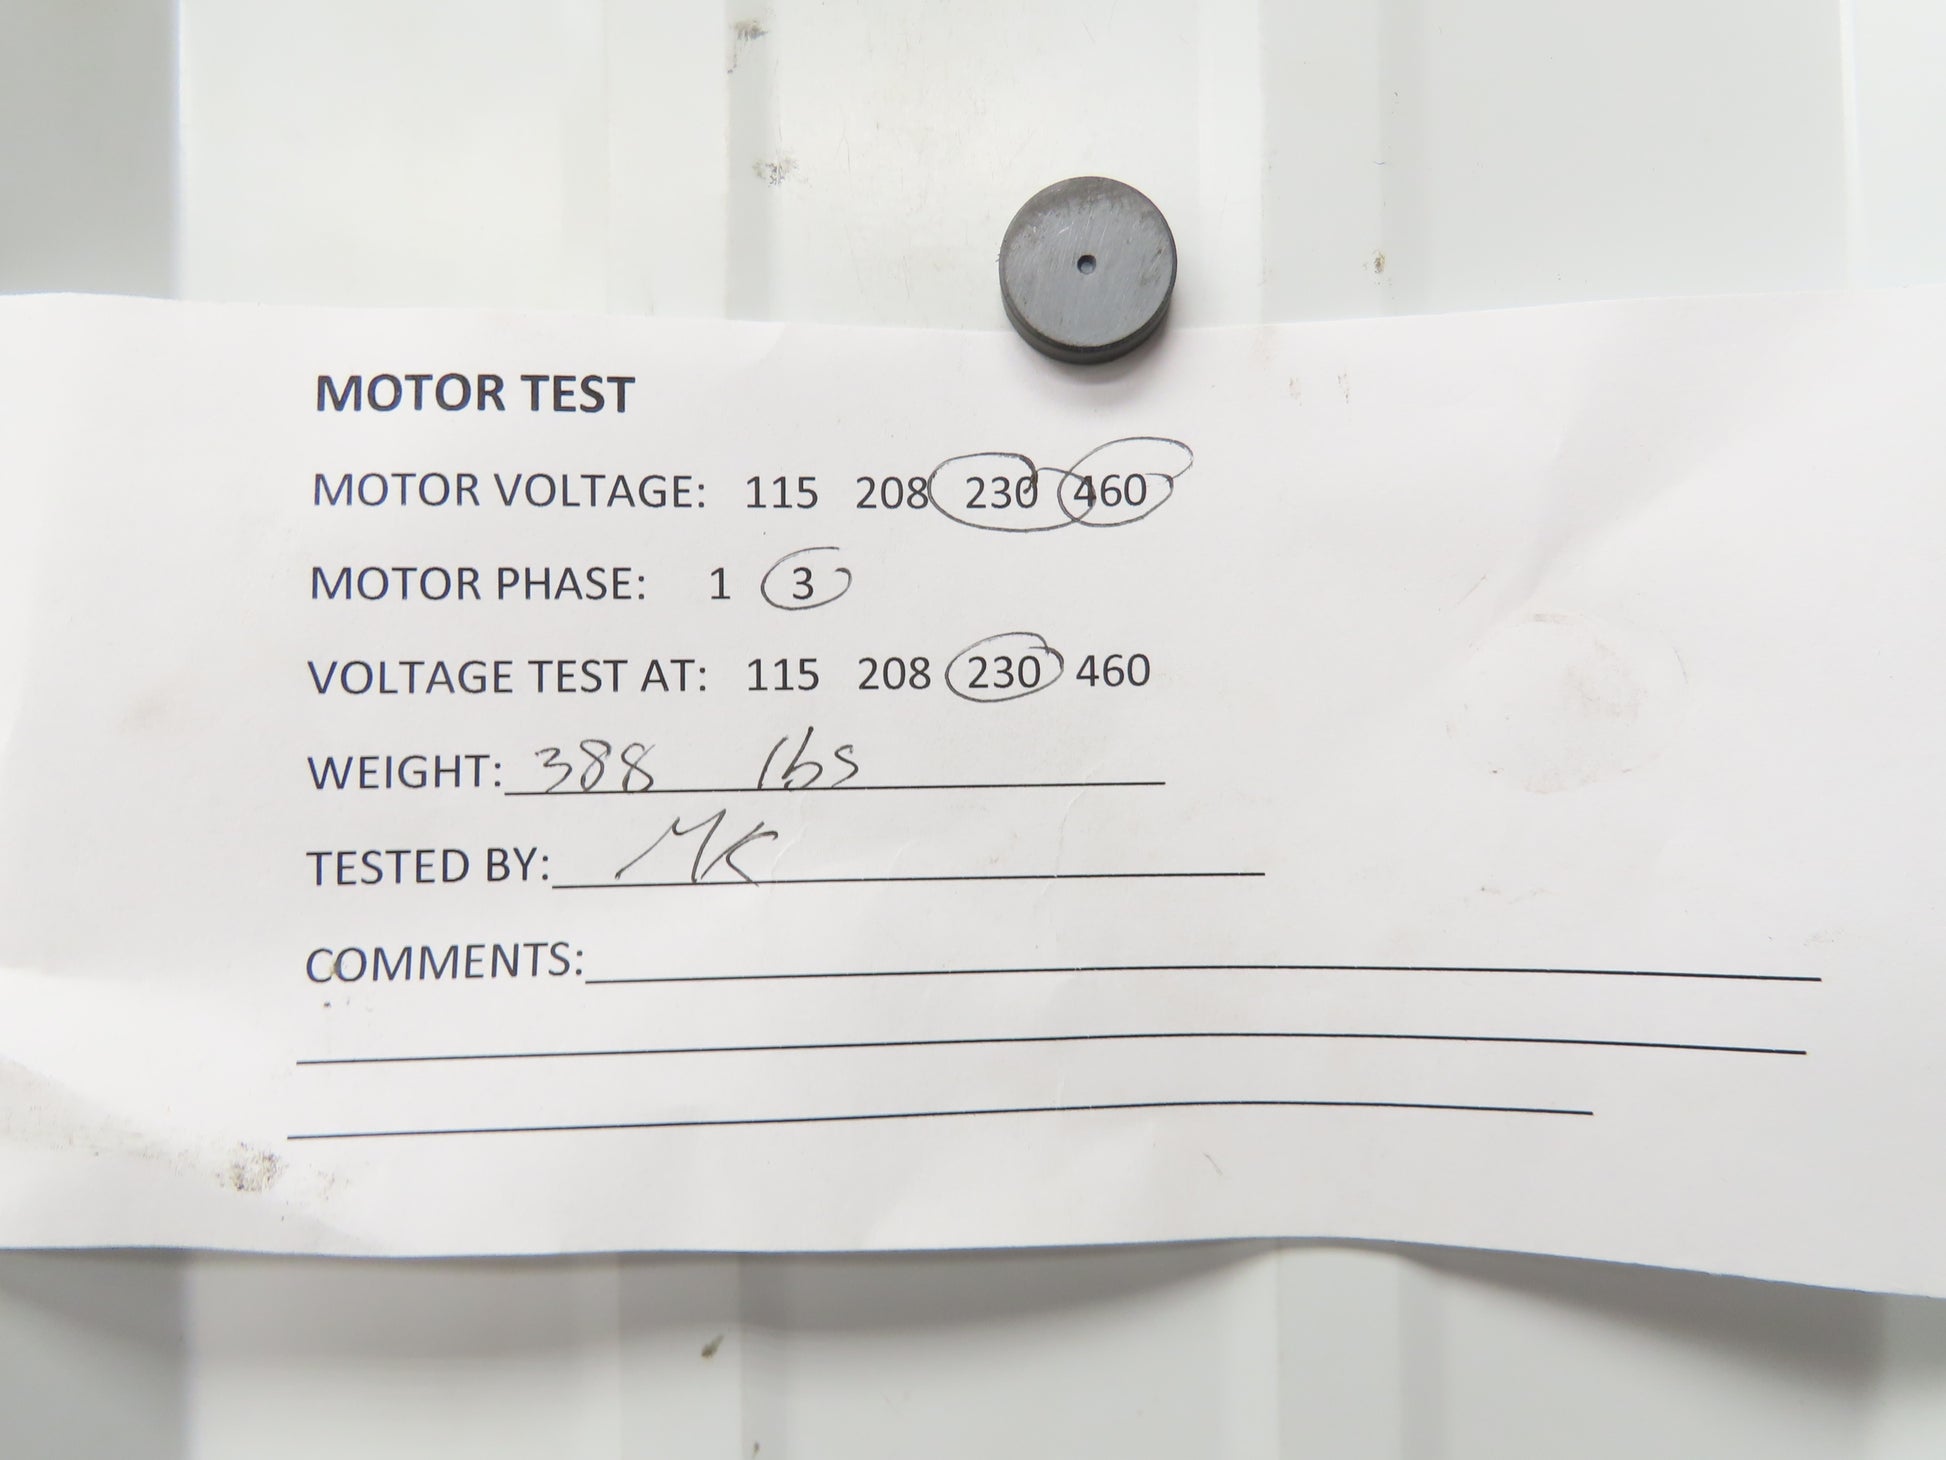 MOTOR TEST
MOTOR VOLTAGE: 115 208 230 460
MOTOR PHASE: 1 3
VOLTAGE TEST AT: 115 208 230 460
WEIGHT: 388 lbs
TESTED BY: MK
COMMENTS: